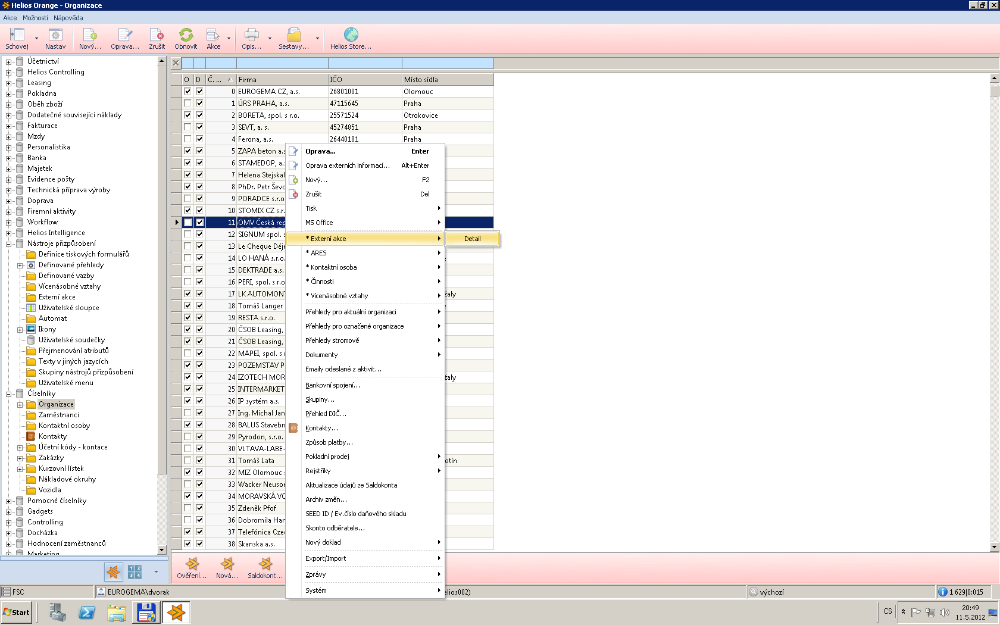 Helios Orange - Organizace
Akce Možnosti Nápověda
Schovej Nastav Nový... Oprava... Zrušit Obnovit Akce Opis... Sestavy... Helios Store...
Účetnictví
Helios Controlling
Leasing
Pokladna
Oběh zboží
Dodatečné související náklady
Fakturace
Mzdy
Personalistika
Banka
Majetek
Evidence pošty
Technická příprava výroby
Doprava
Firemní aktivity
Workflow
Helios Intelligence
Nástroje přizpůsobení
Definice tiskových formulářů
Definované přehledy
Definované vazby
Vícenásobné vztahy
Externí akce
Uživatelské sloupce
Automat
Ikony
Uživatelské soudečky
Přejmenování atributů
Texty v jiných jazycích
Skupiny nástrojů přizpůsobení
Uživatelské menu
Číselníky
Organizace
Zaměstnanci
Kontaktní osoby
Kontakty
Účetní kódy - kontace
Zakázky
Kurzovní lístek
Nákladové okruhy
Vozidla
Pomocné číselníky
Gadgets
Controlling
Docházka
Hodnocení zaměstnanců
Marketing
O D Č. ... Firma IČO Místo sídla
0 EUROGEMA CZ, a.s. 26801001 Olomouc
1 ÚRS PRAHA, a.s. 47115645 Praha
2 BORETA, spol. s r.o. 25571524 Otrokovice
3 SEVT, a. s. 45274851 Praha
4 Ferona, a.s. 26440181 Praha
5 ZAPA beton a.s
6 STAMEDOP, a.
7 Helena Stejskal
8 PhDr. Petr Ševc
9 PORADCE s.r.o
10 STOMIX CZ s.r.
11 OMV Česká rep
12 SIGNUM spol. s
13 Le Cheque Déje
14 LO HANÁ s.r.o.
15 DEKTRADE a.s.
16 PERI, spol. s r.o
17 LK AUTOMONT žaly
18 Tomáš Langer
19 RESTA s.r.o.
20 ČSOB Leasing,
21 ČSOB Leasing,
22 MAPEI, spol. s r
23 POZEMSTAV P
24 IZOTECH MOR žaly
25 INTERMARKET
26 IP systém a.s.
27 Ing. Michal Jan
28 BALUS Stavebn
29 Pyrodon, s.r.o.
30 VLTAVA-LABE-
31 Tomáš Lata otín
32 MIZ Olomouc s
33 Wacker Neuson
34 MORAVSKÁ VO
35 Zdeněk Pfof
36 Dobromila Han
37 Telefónica Czec
38 Skanska a.s.
Oprava... Enter
Oprava externích informací... Alt+Enter
Nový... F2
Zrušit Del
Tisk
MS Office
* Externí akce
Detail
* ARES
* Kontaktní osoba
* Činnosti
* Vícenásobné vztahy
Přehledy pro aktuální organizaci
Přehledy pro označené organizace
Přehledy stromově
Dokumenty
Emaily odeslané z aktivit...
Bankovní spojení...
Skupiny...
Přehled DIČ...
Kontakty...
Způsob platby...
Pokladní prodej
Rejstříky
Aktualizace údajů ze Saldokonta
Archiv změn...
SEED ID / Ev.číslo daňového skladu
Skonto odběratele...
Nový doklad
Export/Import
Zprávy
Systém
Ověření... Nová... Saldokont...
1 2
3 4
FSC EUROGEMA\dvorak elios002) výchozí 1 629|0:015
Start CS 20:49
11.5.2012